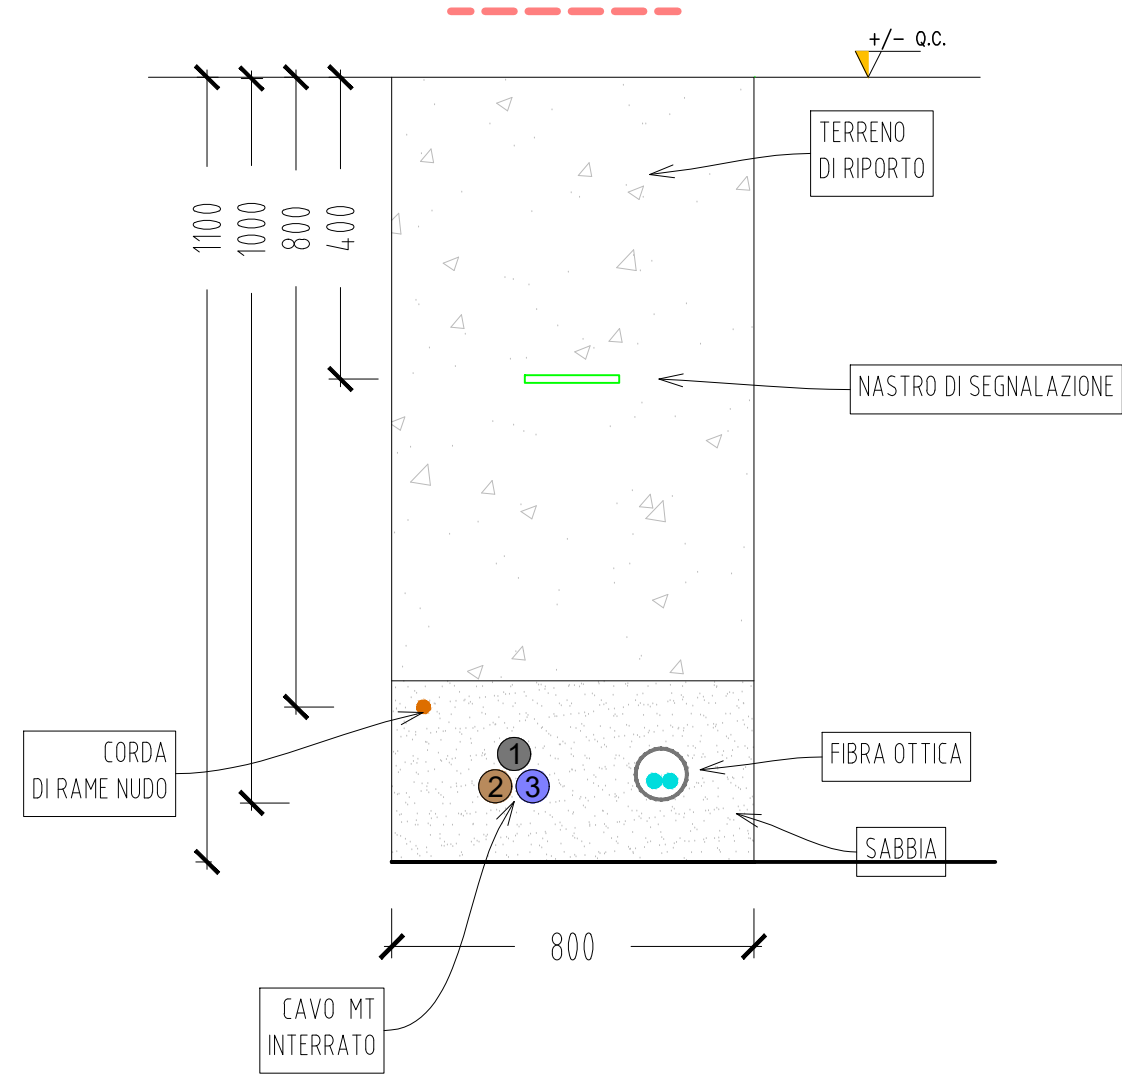 +/- Q.C.
TERRENO
DI RIPORTO
1100
1000
800
400
NASTRO DI SEGNALAZIONE
CORDA
DI RAME NUDO
1
2
3
FIBRA OTTICA
SABBIA
800
CAVO MT
INTERRATO